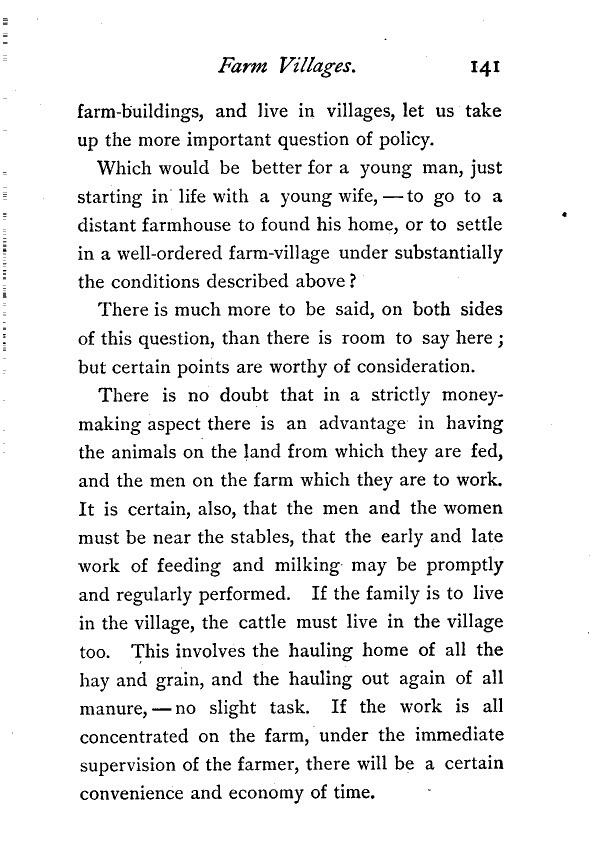 Farm Villages. 141
farm-buildings, and live in villages, let us take
up the more important question of policy.
Which would be better for a young man, just
starting in life with a young wife, — to go to a
distant farmhouse to found his home, or to settle
in a well-ordered farm-village under substantially
the conditions described above?
There is much more to be said, on both sides
of this question, than there is room to say here;
but certain points are worthy of consideration.
There is no doubt that in a strictly money-
making aspect there is an advantage in having
the animals on the land from which they are fed,
and the men on the farm which they are to work.
It is certain, also, that the men and the women
must be near the stables, that the early and late
work of feeding and milking may be promptly
and regularly performed. If the family is to live
in the village, the cattle must live in the village
too. This involves the hauling home of all the
hay and grain, and the hauling out again of all
manure, — no slight task. If the work is all
concentrated on the farm, under the immediate
supervision of the farmer, there will be a certain
convenience and economy of time.